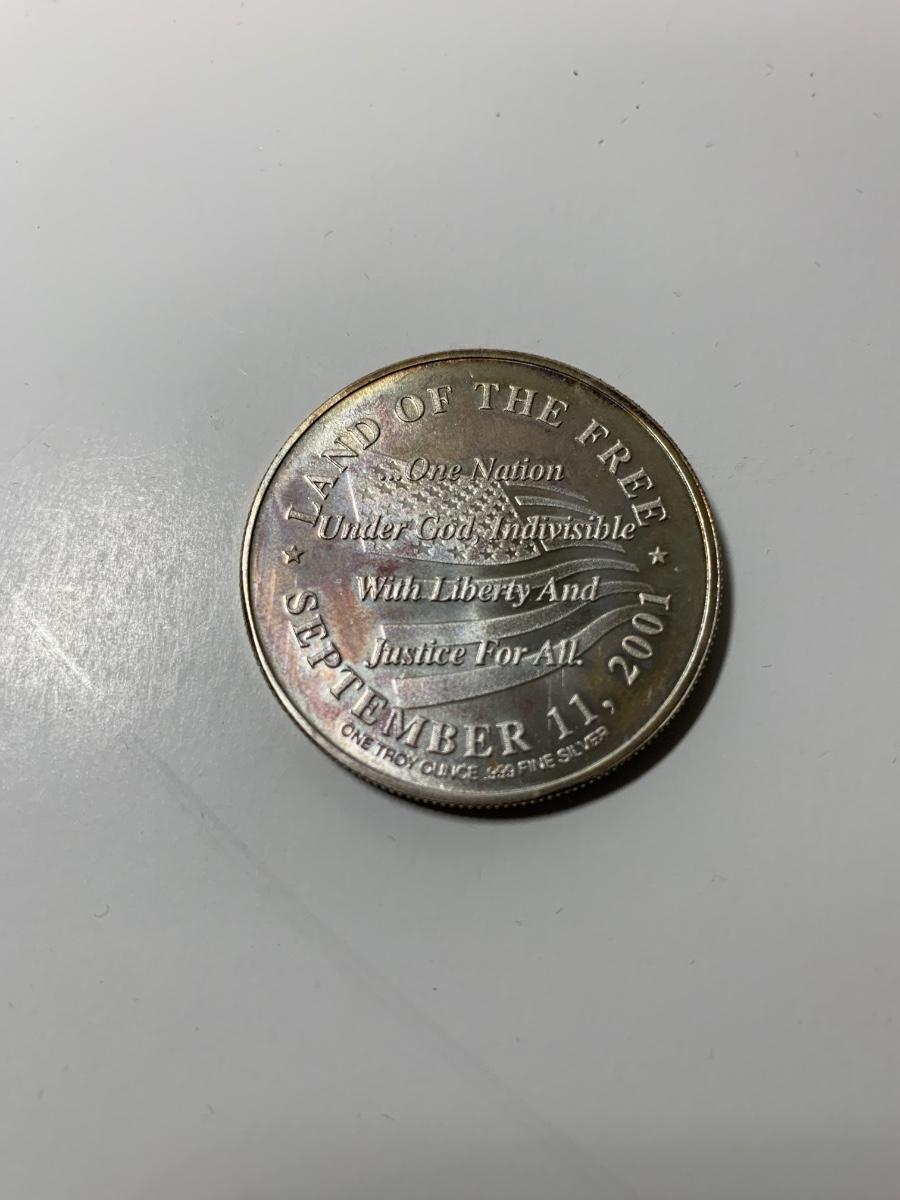 LAND OF THE FREE
...One Nation
Under God, Indivisible
With Liberty And
Justice For All.
SEPTEMBER 11, 2001
ONE TROY OUNCE .999 FINE SILVER